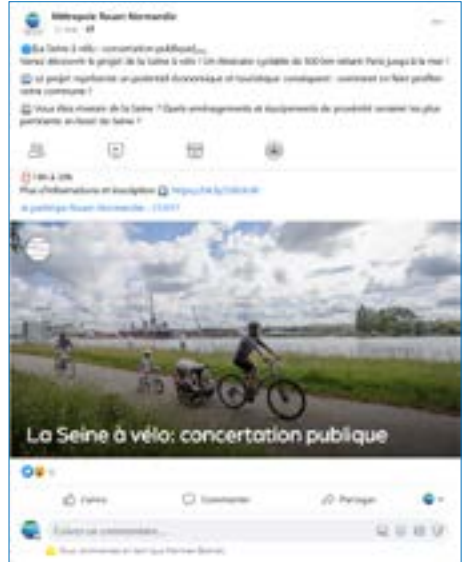 Métropole Rouen Normandie
[La Seine à vélo : concertation publique]
Venez découvrir le projet de la Seine à vélo ! Un itinéraire cyclable de 500 km reliant Paris jusqu'à la mer !
Le projet représente un potentiel économique et touristique conséquent : comment en faire profiter
votre commune ?
Vous êtes riverain de la Seine ? Quels aménagements et équipements de proximité seraient les plus
pertinents en bord de Seine ?
Plus d'informations et inscription
La Seine à vélo: concertation publique
J'aime
Commenter
Partager
Écrivez un commentaire...